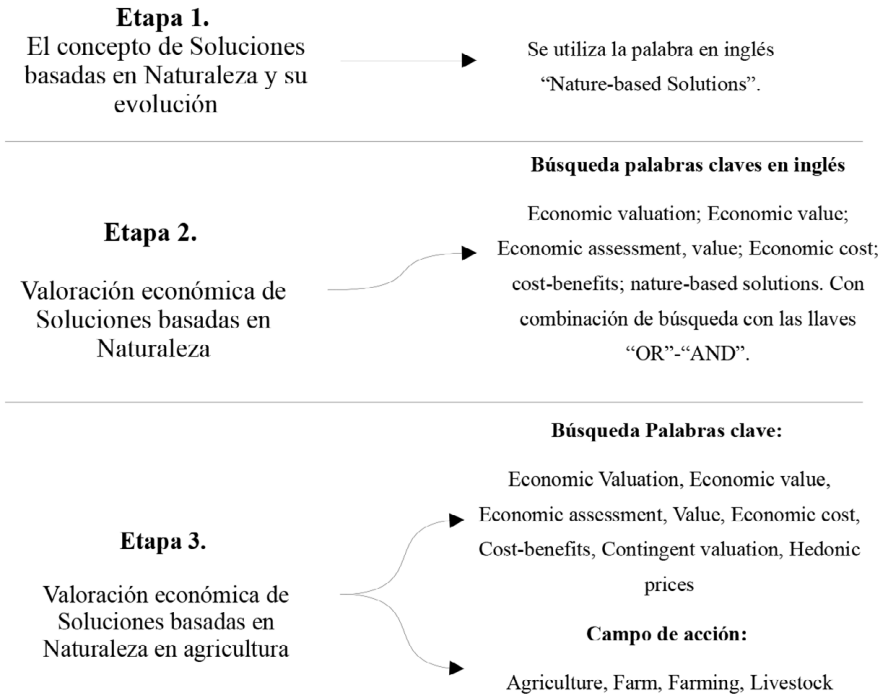 Etapa 1.
El concepto de Soluciones
basadas en Naturaleza y su
evolución
Se utiliza la palabra en inglés
“Nature-based Solutions”.
Etapa 2.
Valoración económica de
Soluciones basadas en
Naturaleza
Búsqueda palabras claves en inglés
Economic valuation; Economic value;
Economic assessment, value; Economic cost;
cost-benefits; nature-based solutions. Con
combinación de búsqueda con las llaves
“OR”-“AND”.
Etapa 3.
Valoración económica de
Soluciones basadas en
Naturaleza en agricultura
Búsqueda Palabras clave:
Economic Valuation, Economic value,
Economic assessment, Value, Economic cost,
Cost-benefits, Contingent valuation, Hedonic
prices
Campo de acción:
Agriculture, Farm, Farming, Livestock